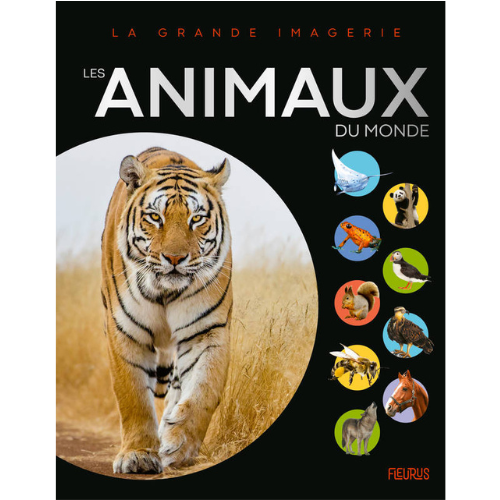 LA GRANDE IMAGERIE
LES
ANIMAUX
DU MONDE
FLEURUS